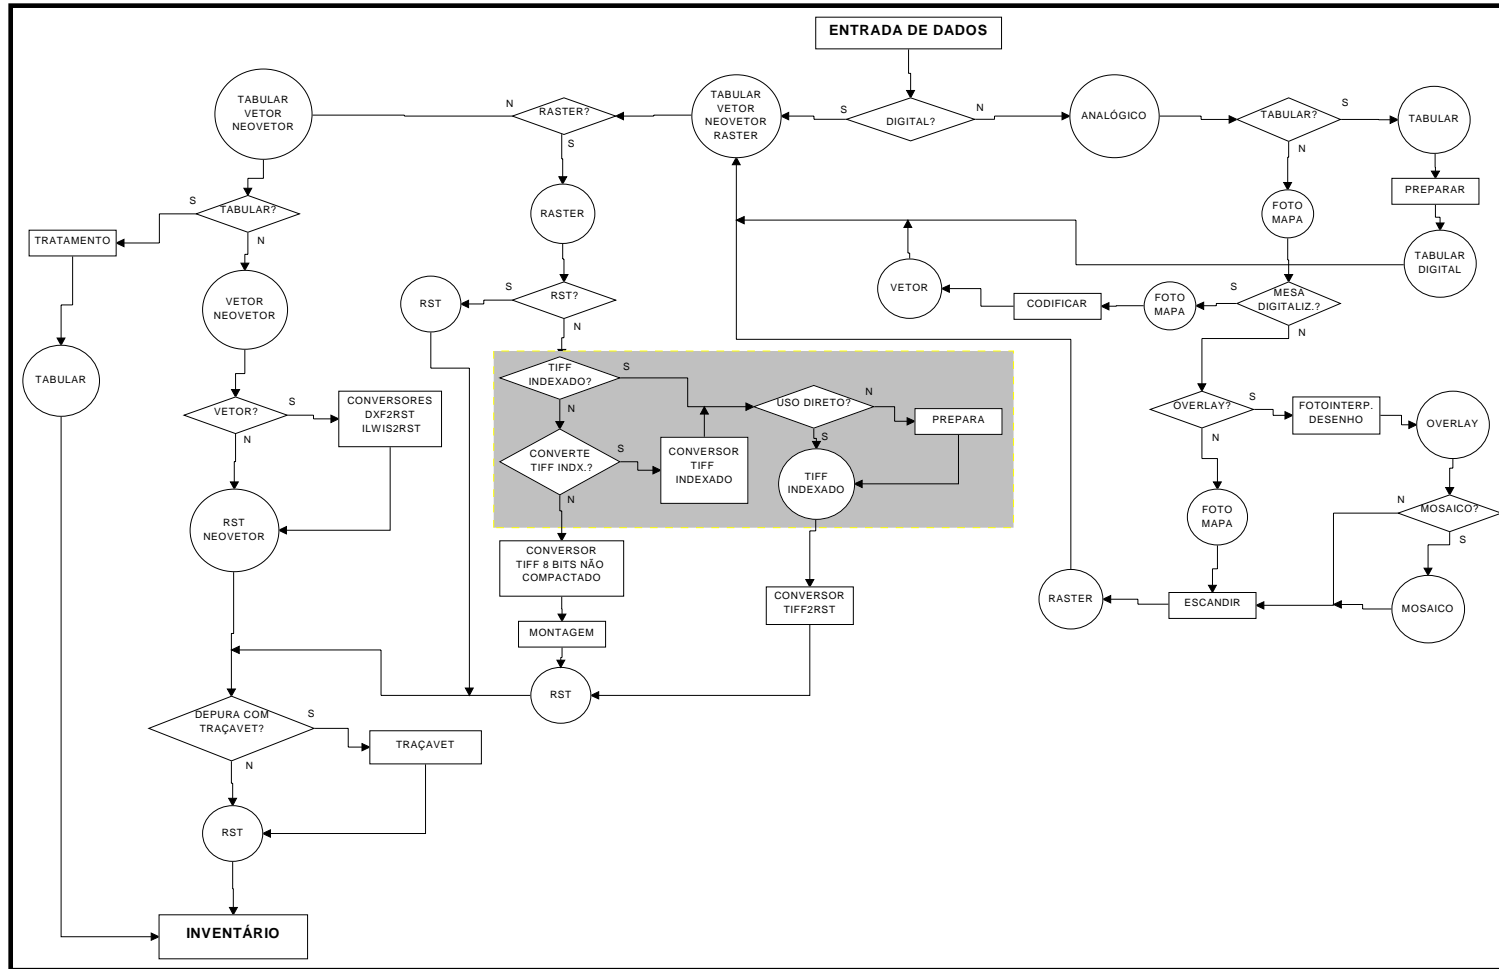 ENTRADA DE DADOS
TABULAR
VETOR
NEOVETOR
N
RASTER?
S
TABULAR
VETOR
NEOVETOR
RASTER
S
DIGITAL?
N
ANALÓGICO
TABULAR?
S
N
TABULAR
PREPARAR
TABULAR
DIGITAL
FOTO
MAPA
S
MESA
DIGITALIZ.?
N
FOTO
MAPA
CODIFICAR
VETOR
S
TABULAR?
N
TRATAMENTO
TABULAR
VETOR
NEOVETOR
VETOR?
S
N
CONVERSORES
DXF2RST
ILWIS2RST
RST
NEOVETOR
RASTER
S
RST?
N
RST
TIFF
INDEXADO?
S
N
CONVERTE
TIFF INDX.?
S
N
CONVERSOR
TIFF
INDEXADO
USO DIRETO?
N
S
PREPARA
TIFF
INDEXADO
CONVERSOR
TIFF 8 BITS NÃO
COMPACTADO
MONTAGEM
RST
CONVERSOR
TIFF2RST
OVERLAY?
S
N
FOTOINTERP.
DESENHO
OVERLAY
FOTO
MAPA
N
MOSAICO?
S
MOSAICO
ESCANDIR
RASTER
DEPURA COM
TRAÇAVET?
S
N
TRAÇAVET
RST
INVENTÁRIO